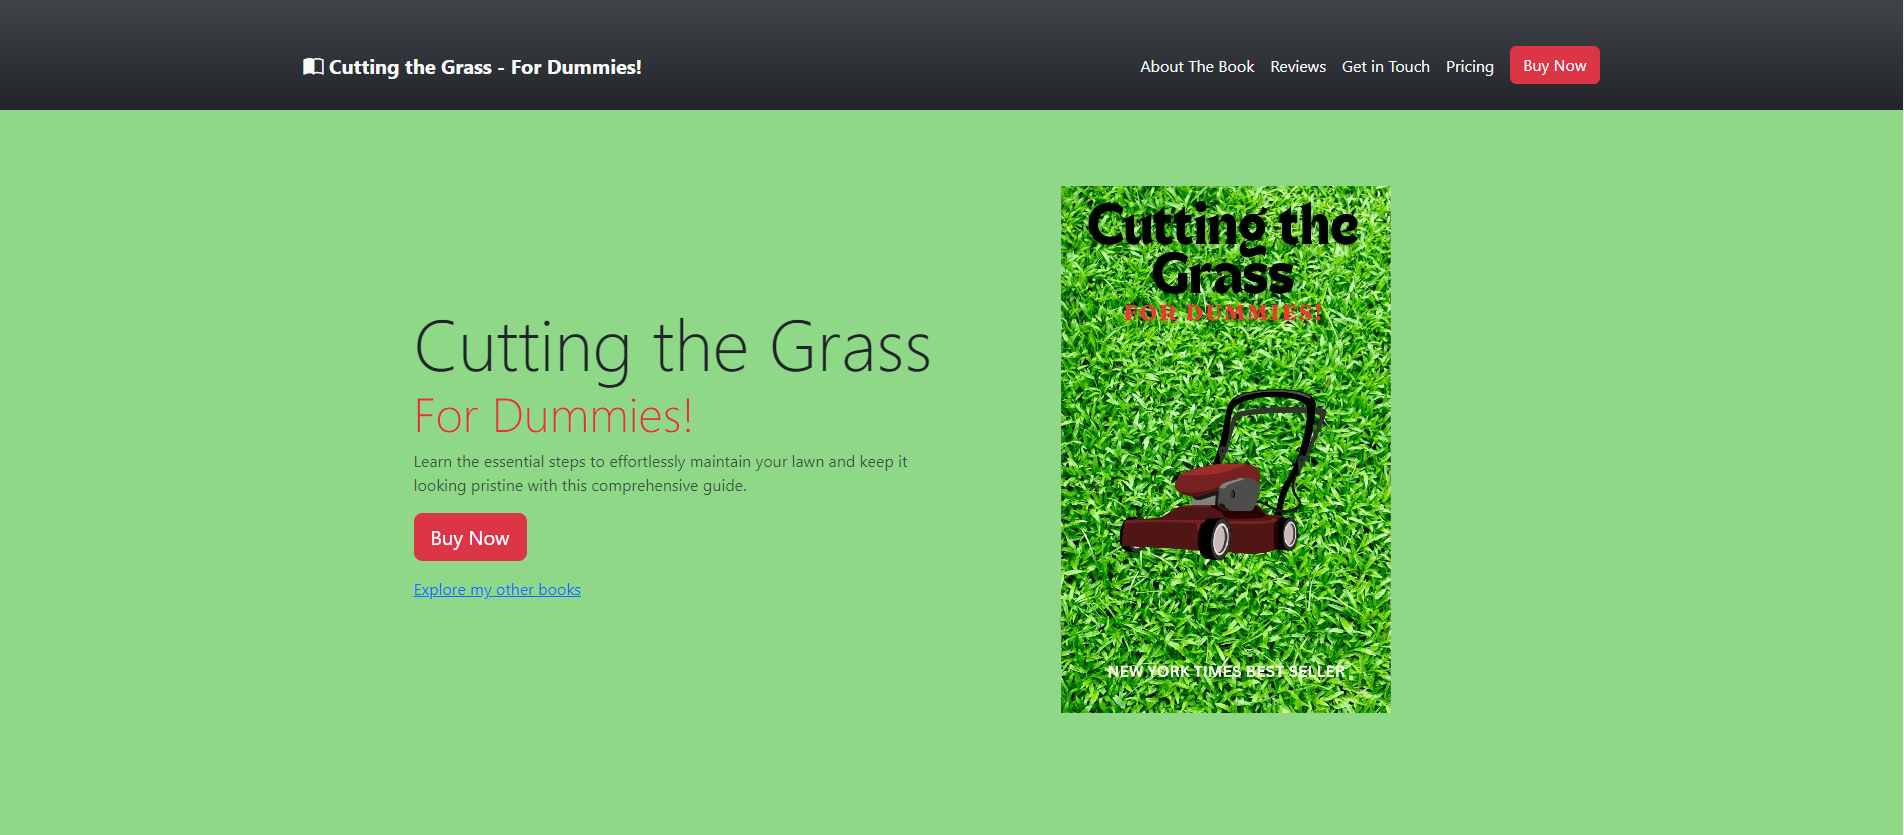 Cutting the Grass - For Dummies!
About The Book
Reviews
Get in Touch
Pricing
Buy Now
Cutting the Grass
For Dummies!
Learn the essential steps to effortlessly maintain your lawn and keep it
looking pristine with this comprehensive guide.
Buy Now
Explore my other books
Cutting the
Grass
FOR DUMMIES!
NEW YORK TIMES BEST SELLER